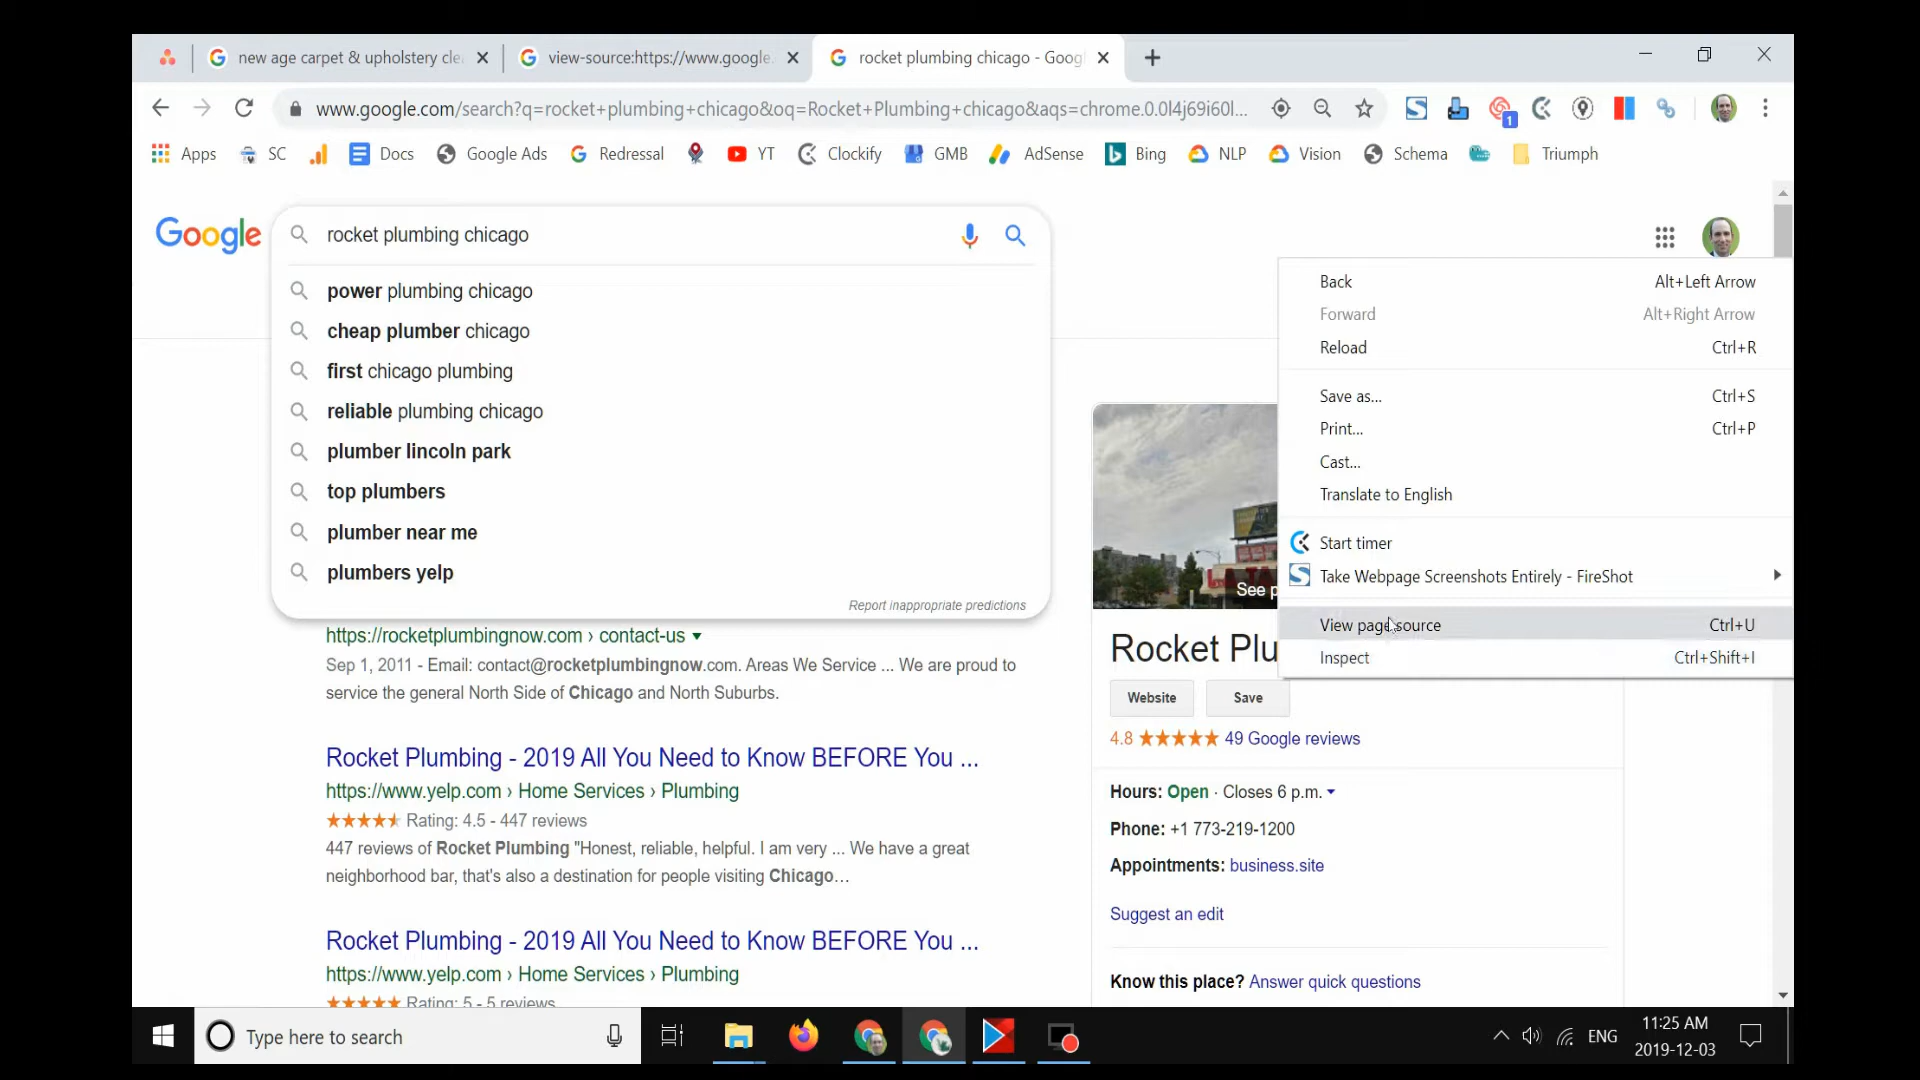 new age carpet & upholstery cle
view-source:https://www.google.
rocket plumbing chicago - Goog
www.google.com/search?q=rocket+plumbing+chicago&oq=Rocket+Plumbing+chicago&aqs=chrome.0.0l4j69i60l...
1
Apps
SC
Docs
Google Ads
Redressal
YT
Clockify
GMB
AdSense
Bing
NLP
Vision
Schema
Triumph
Google
rocket plumbing chicago
power plumbing chicago
cheap plumber chicago
first chicago plumbing
reliable plumbing chicago
plumber lincoln park
top plumbers
plumber near me
plumbers yelp
Report inappropriate predictions
https://rocketplumbingnow.com › contact-us
Sep 1, 2011 - Email: contact@rocketplumbingnow.com. Areas We Service ... We are proud to
service the general North Side of Chicago and North Suburbs.
Rocket Plumbing - 2019 All You Need to Know BEFORE You ...
https://www.yelp.com › Home Services › Plumbing
Rating: 4.5 - 447 reviews
447 reviews of Rocket Plumbing "Honest, reliable, helpful. I am very ... We have a great
neighborhood bar, that's also a destination for people visiting Chicago…
Rocket Plumbing - 2019 All You Need to Know BEFORE You ...
https://www.yelp.com › Home Services › Plumbing
Rating: 5 - 5 reviews
Back Alt+Left Arrow
Forward Alt+Right Arrow
Reload Ctrl+R
Save as... Ctrl+S
Print... Ctrl+P
Cast...
Translate to English
Start timer
Take Webpage Screenshots Entirely - FireShot
View page source Ctrl+U
Inspect Ctrl+Shift+I
See p
Rocket Plu
Website
Save
4.8 49 Google reviews
Hours: Open · Closes 6 p.m.
Phone: +1 773-219-1200
Appointments: business.site
Suggest an edit
Know this place? Answer quick questions
Type here to search
ENG
11:25 AM
2019-12-03